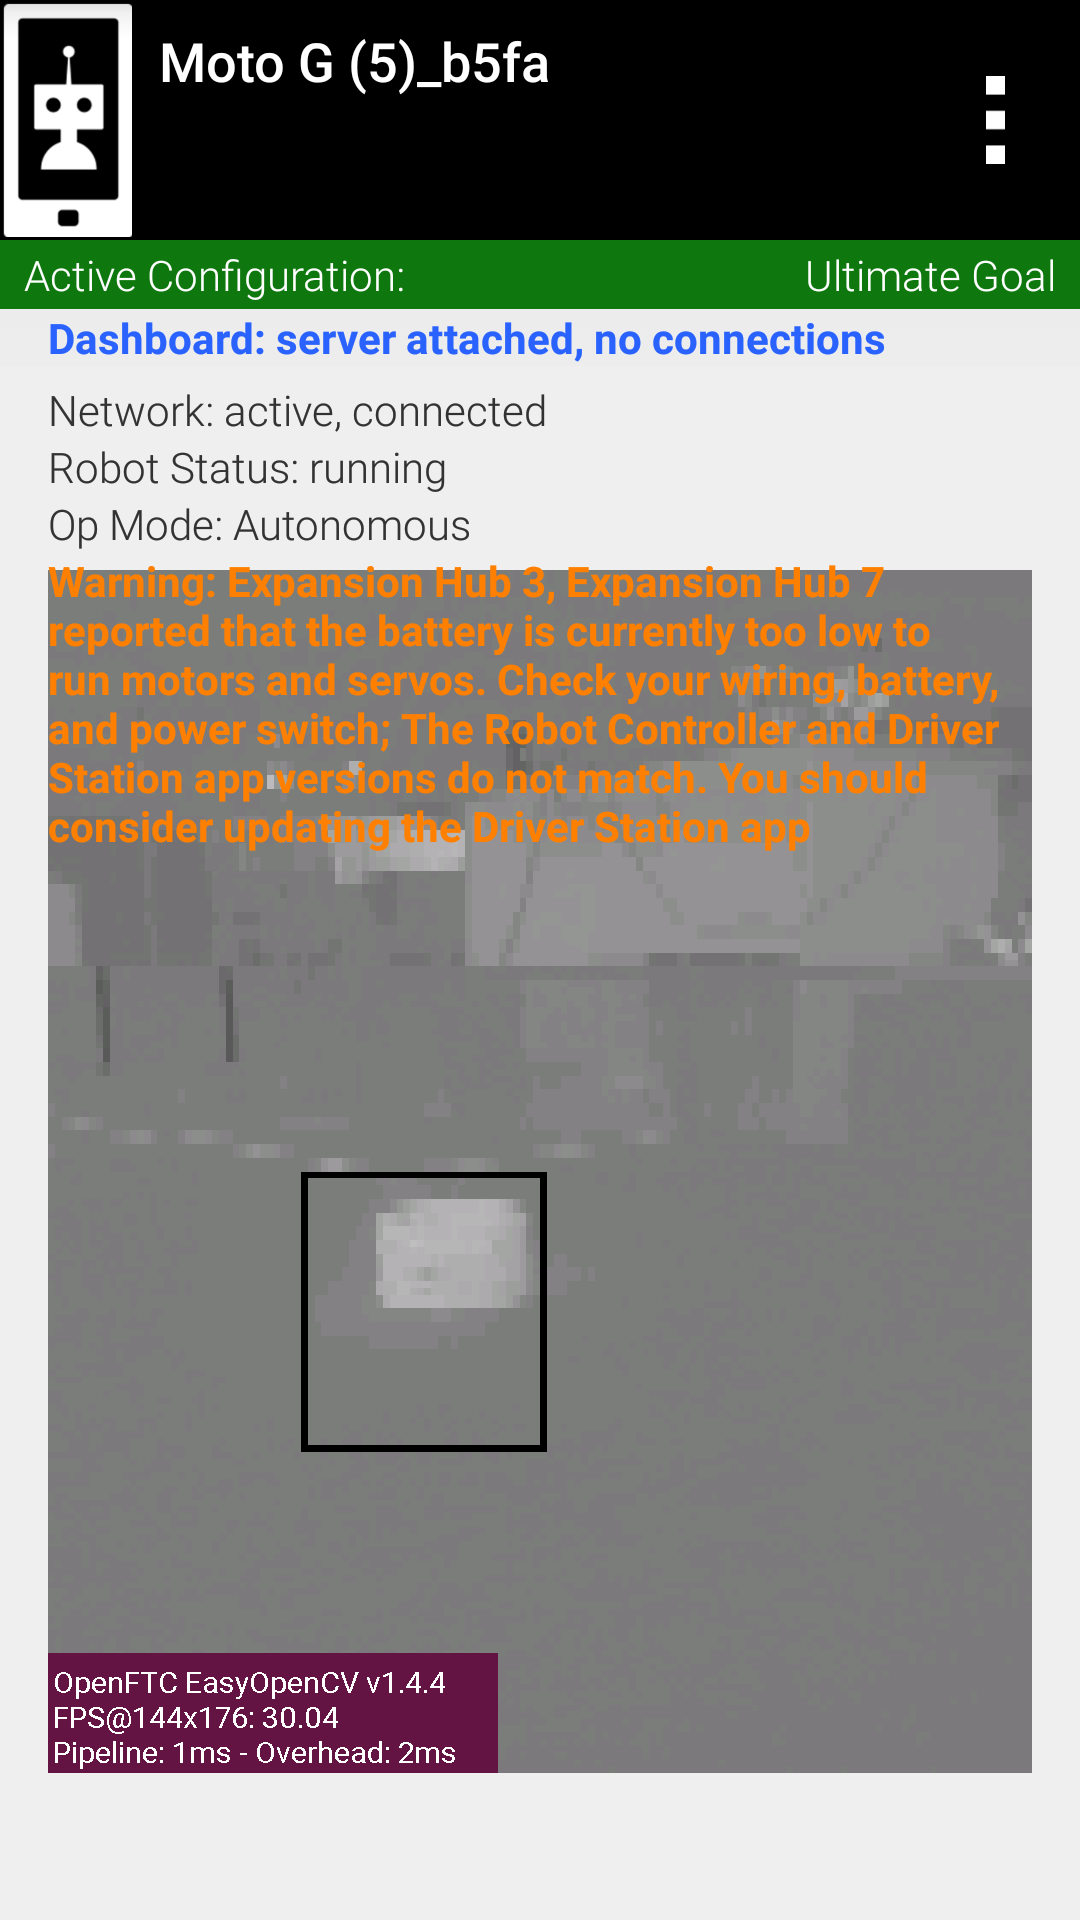 Moto G (5)_b5fa
Active Configuration: Ultimate Goal
Dashboard: server attached, no connections
Network: active, connected
Robot Status: running
Op Mode: Autonomous
Warning: Expansion Hub 3, Expansion Hub 7
reported that the battery is currently too low to
run motors and servos. Check your wiring, battery,
and power switch; The Robot Controller and Driver
Station app versions do not match. You should
consider updating the Driver Station app
OpenFTC EasyOpenCV v1.4.4
FPS@144x176: 30.04
Pipeline: 1ms - Overhead: 2ms